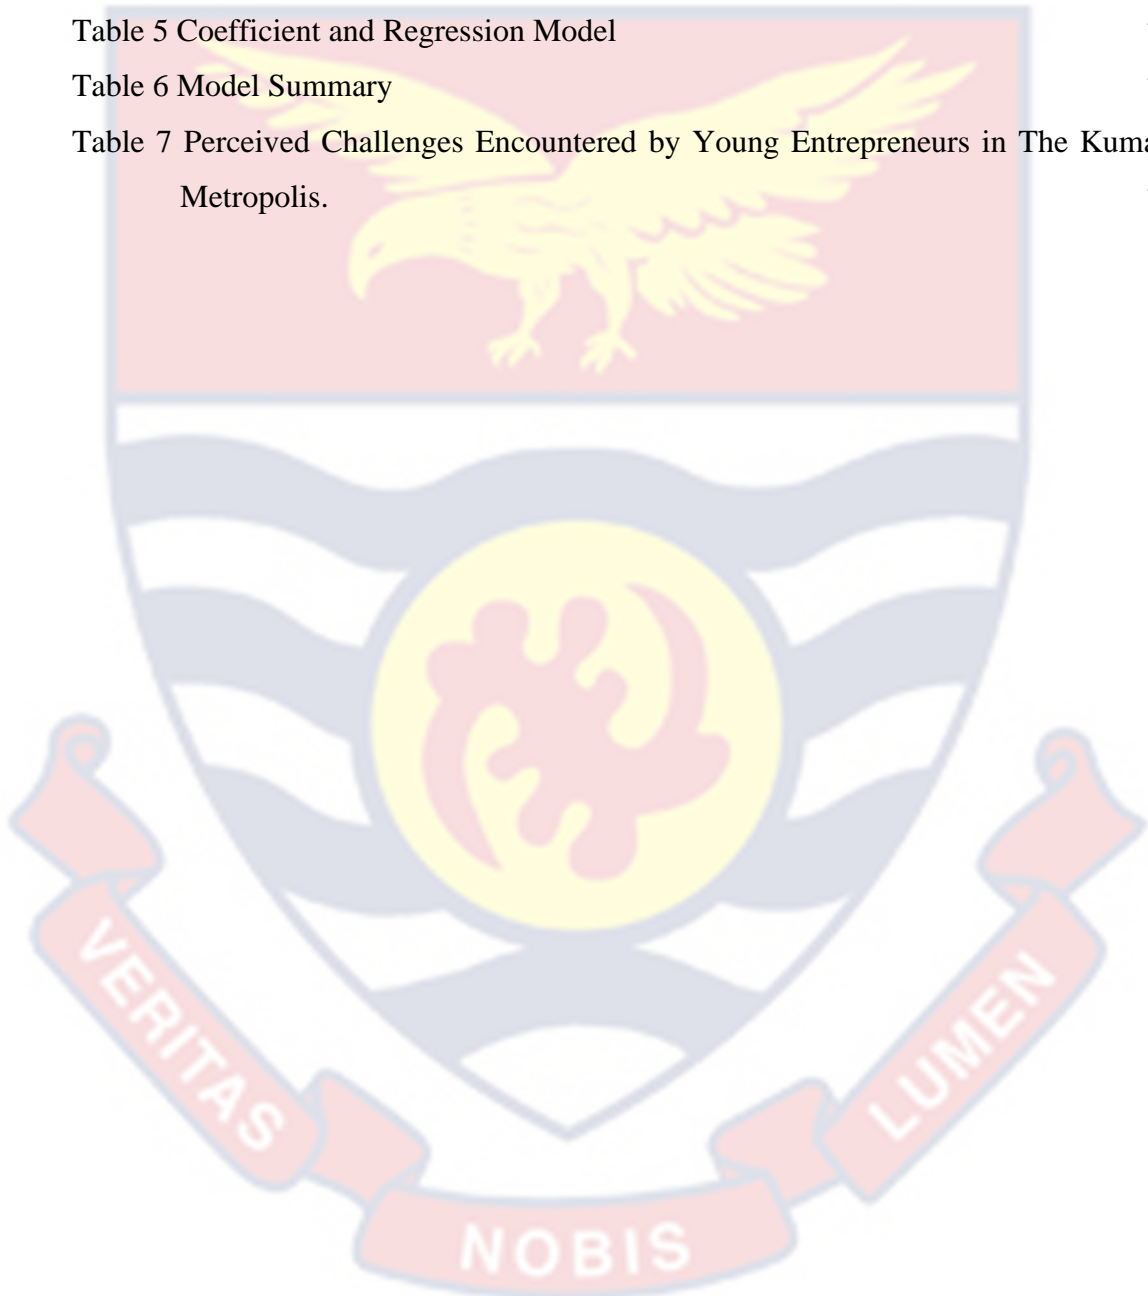 Table 5 Coefficient and Regression Model
Table 6 Model Summary
Table 7 Perceived Challenges Encountered by Young Entrepreneurs in The
Metropolis.
VERITAS
NOBIS
LUMEN